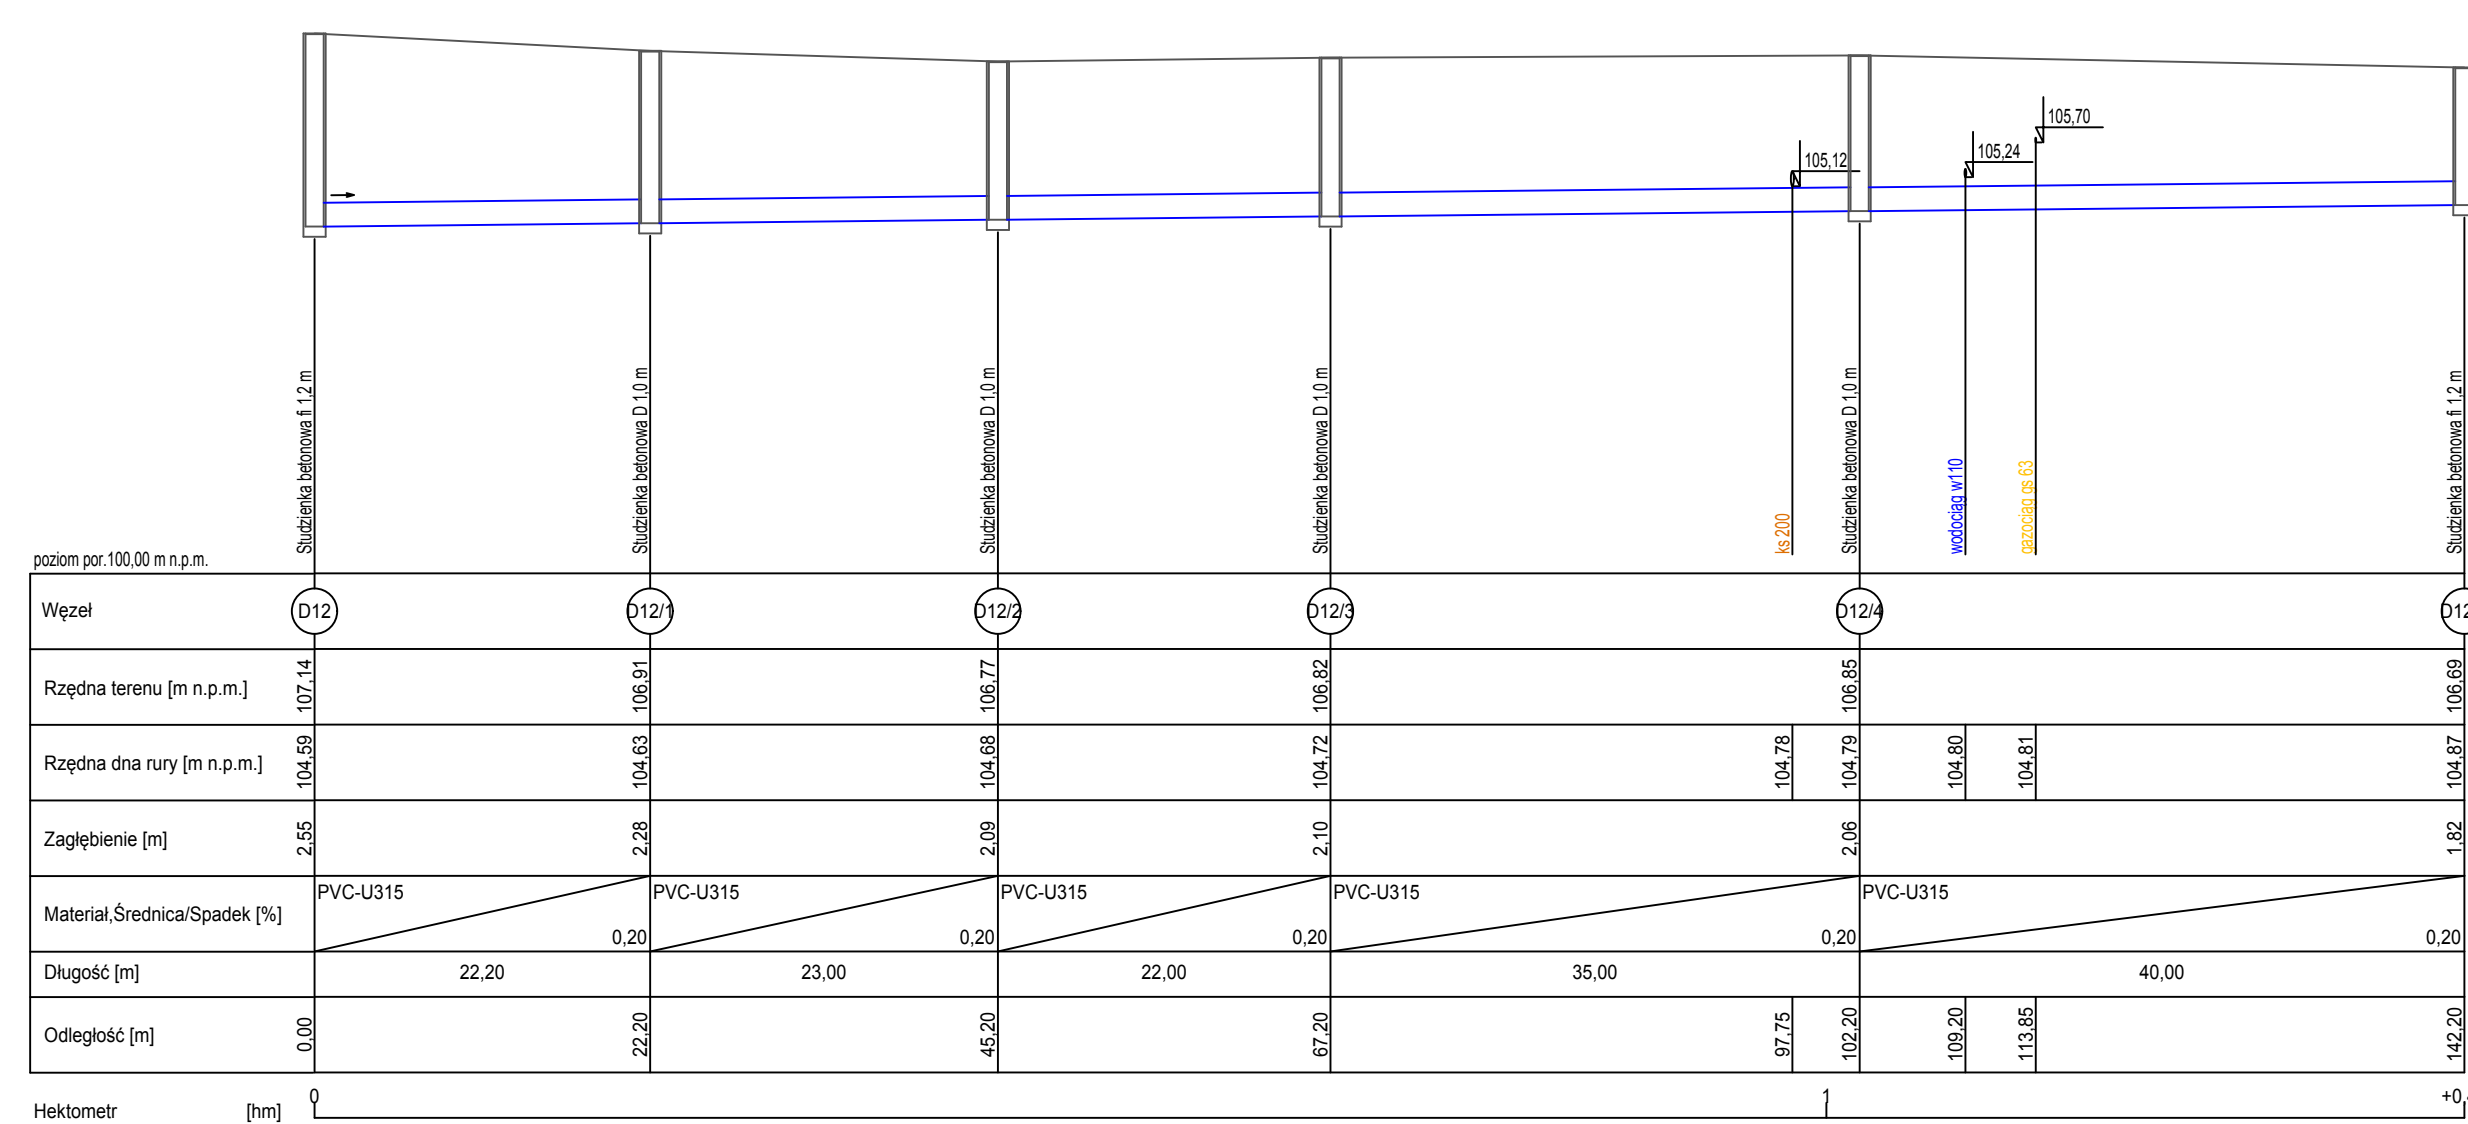 105,70
105,24
105,12
Studzienka betonowa fi 1,2 m
Studzienka betonowa D 1,0 m
Studzienka betonowa D 1,0 m
Studzienka betonowa D 1,0 m
ks 200
Studzienka betonowa D 1,0 m
wodociąg w110
gazociąg gs 63
Studzienka betonowa fi 1,2 m
poziom por.100,00 m n.p.m.
Węzeł D12 D12/1 D12/2 D12/3 D12/4 D12
Rzędna terenu [m n.p.m.] 107,14 106,91 106,77 106,82 106,85 106,69
Rzędna dna rury [m n.p.m.] 104,59 104,63 104,68 104,72 104,78 104,79 104,80 104,81 104,87
Zagłębienie [m] 2,55 2,28 2,09 2,10 2,06 1,82
PVC-U315 PVC-U315 PVC-U315 PVC-U315 PVC-U315
Materiał,Średnica/Spadek [%]
0,20 0,20 0,20 0,20 0,20
Długość [m] 22,20 23,00 22,00 35,00 40,00
Odległość [m] 0,00 22,20 45,20 67,20 97,75 102,20 109,20 113,85 142,20
Hektometr [hm] 0 1 +0,